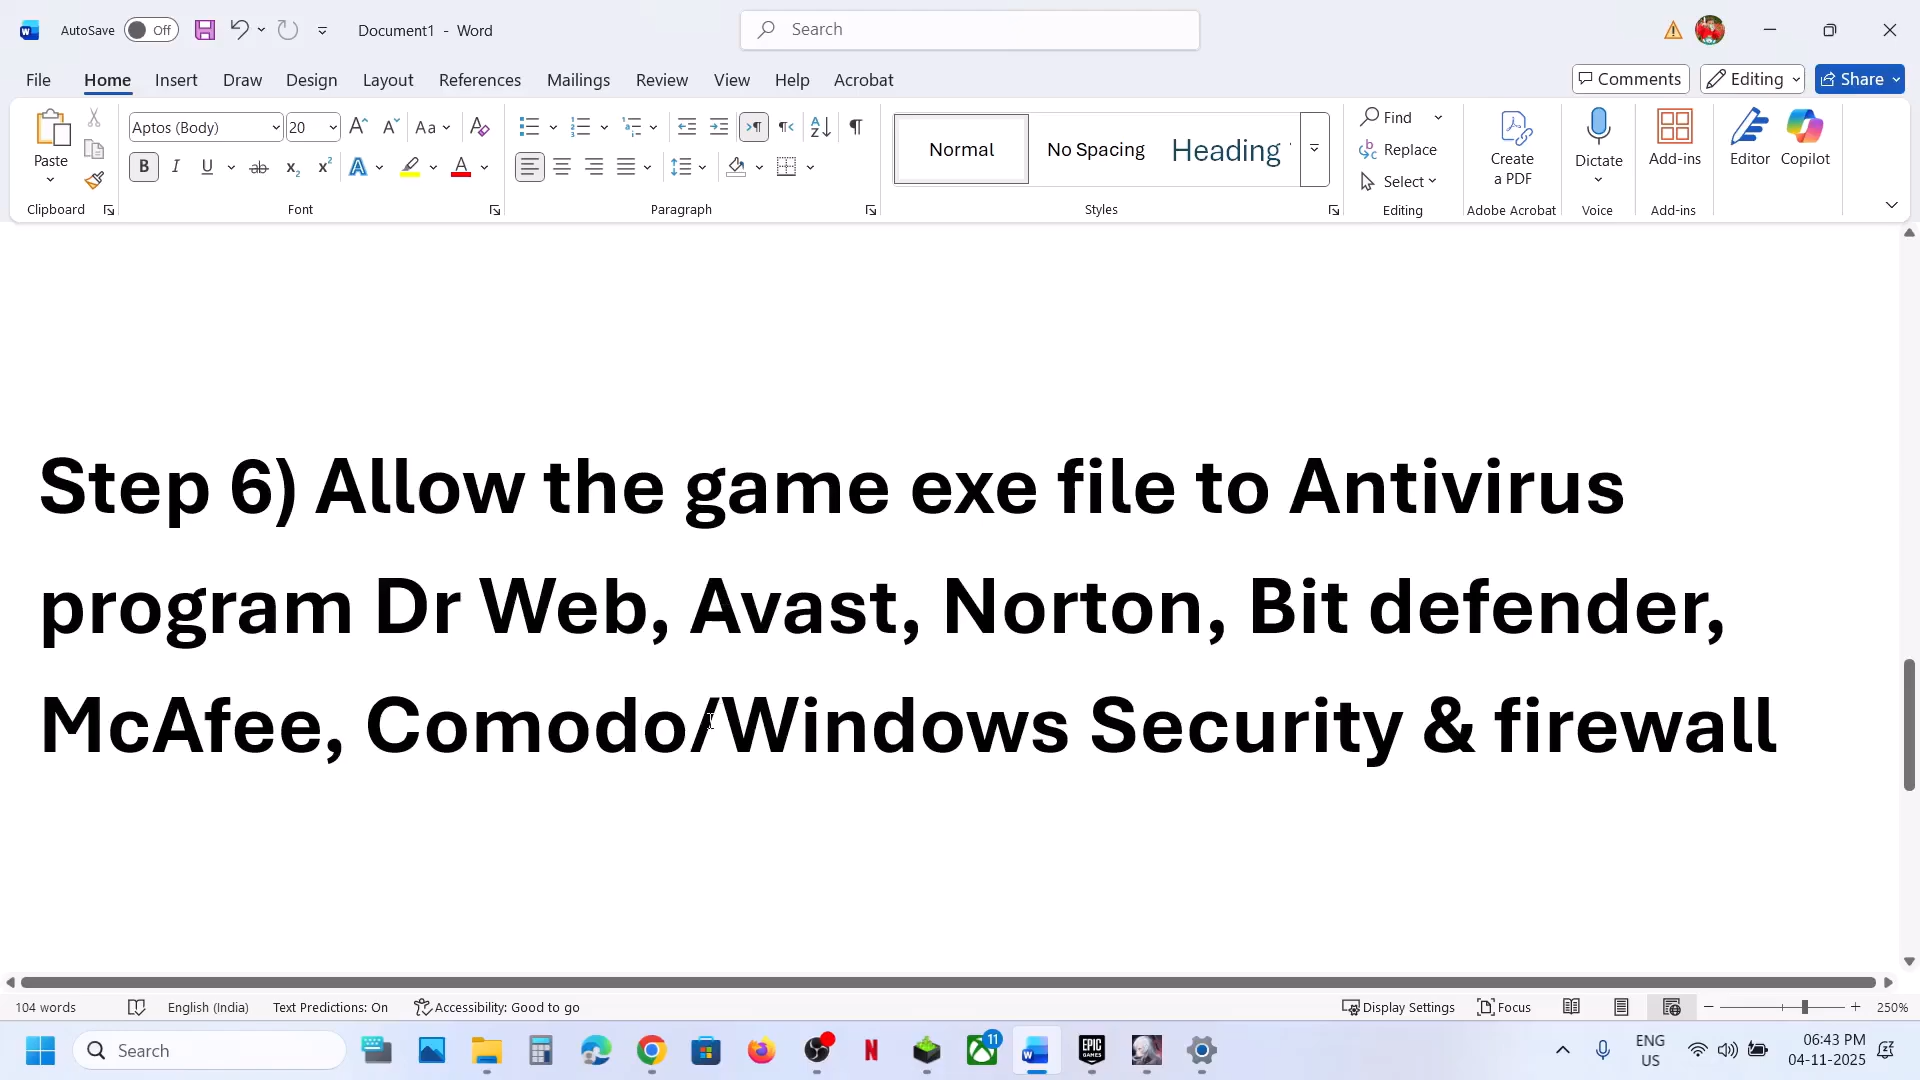 AutoSave Off Document1 - Word Search
File Home Insert Draw Design Layout References Mailings Review View Help Acrobat Comments Editing Share
Aptos (Body) 20 Normal No Spacing Heading
Paste Find Replace Select Create a PDF Dictate Add-ins Editor Copilot
Clipboard Font Paragraph Styles Editing Adobe Acrobat Voice Add-ins
Step 6) Allow the game exe file to Antivirus
program Dr Web, Avast, Norton, Bit defender,
McAfee, Comodo/Windows Security & firewall
104 words English (India) Text Predictions: On Accessibility: Good to go Display Settings Focus 250%
Search 11 EPIC GAMES ENG US 06:43 PM 04-11-2025